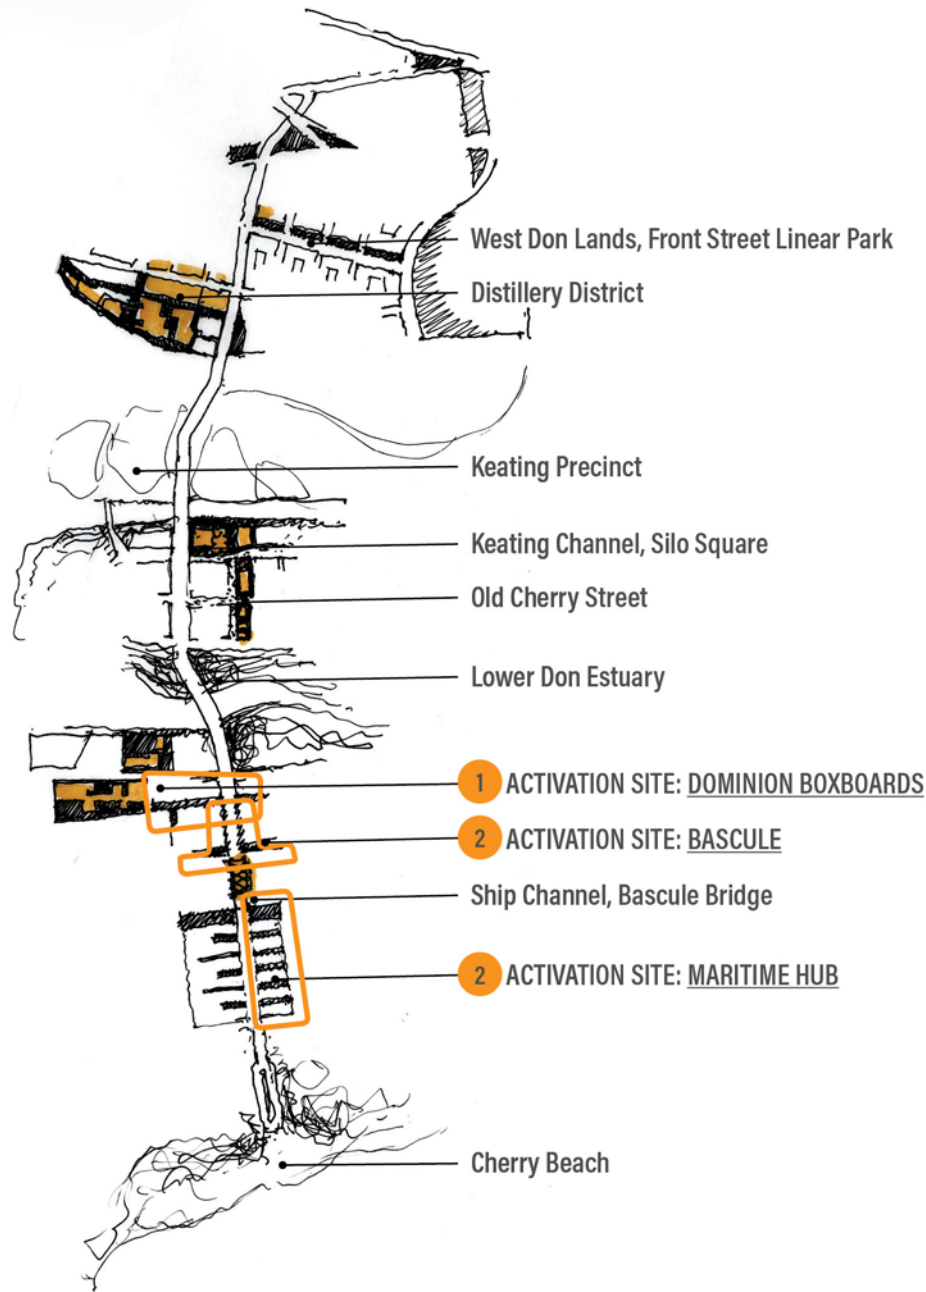 West Don Lands, Front Street Linear Park
Distillery District
Keating Precinct
Keating Channel, Silo Square
Old Cherry Street
Lower Don Estuary
1 ACTIVATION SITE: DOMINION BOXBOARDS
2 ACTIVATION SITE: BASCULE
Ship Channel, Bascule Bridge
2 ACTIVATION SITE: MARITIME HUB
Cherry Beach